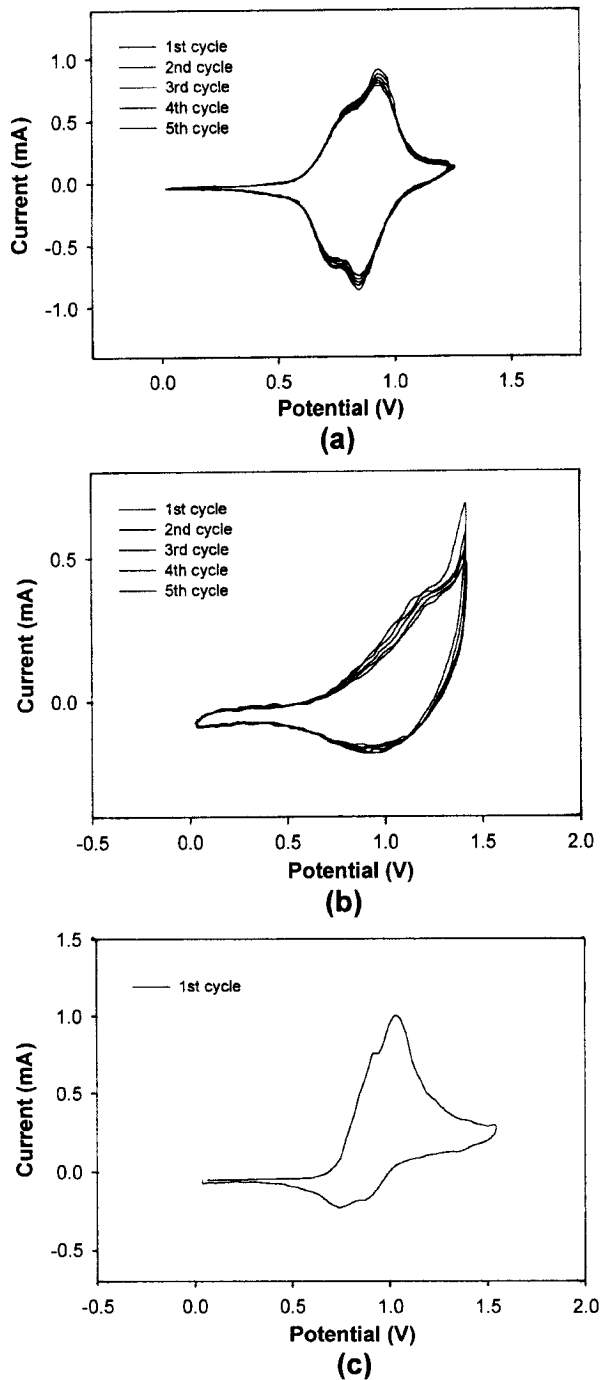 1st cycle
2nd cycle
3rd cycle
4th cycle
5th cycle
1.0
0.5
0.0
-0.5
-1.0
Current (mA)
0.0 0.5 1.0 1.5
Potential (V)
(a)
1st cycle
2nd cycle
3rd cycle
4th cycle
5th cycle
0.5
0.0
Current (mA)
-0.5 0.0 0.5 1.0 1.5 2.0
Potential (V)
(b)
1st cycle
1.5
1.0
0.5
0.0
-0.5
Current (mA)
-0.5 0.0 0.5 1.0 1.5 2.0
Potential (V)
(c)